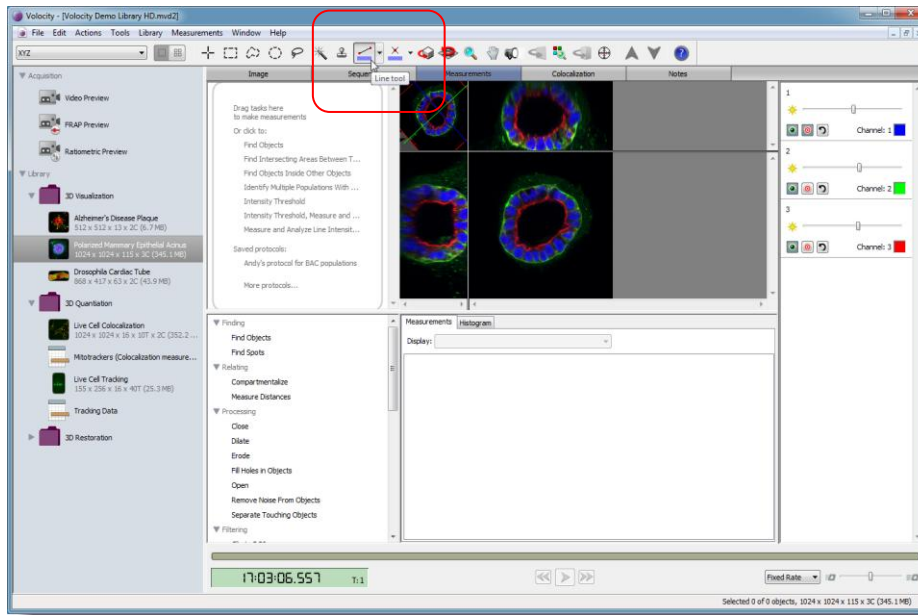 Volocity - [Volocity Demo Library HD.mvd2]
File Edit Actions Tools Library Measurements Window Help
XYZ
Image
Sequen
Measurements
Colocalization
Notes
Line tool
Acquisition
Video Preview
FRAP Preview
Ratiometric Preview
Library
3D Visualization
Alzheimer's Disease Plaque
512 x 512 x 13 x 2C (6.7 MB)
Polarized Mammary Epithelial Acinus
1024 x 1024 x 115 x 3C (345.1 MB)
Drosophila Cardiac Tube
868 x 417 x 63 x 2C (43.9 MB)
3D Quantiation
Live Cell Colocalization
1024 x 1024 x 16 x 10T x 2C (352.2 ...
Mitotrackers (Colocalization measure...
Live Cell Tracking
155 x 256 x 16 x 40T (25.3 MB)
Tracking Data
3D Restoration
Drag tasks here
to make measurements
Or click to:
Find Objects
Find Intersecting Areas Between T...
Find Objects Inside Other Objects
Identify Multiple Populations With ...
Intensity Threshold
Intensity Threshold, Measure and ...
Measure and Analyze Line Intensit...
Saved protocols:
Andy's protocol for BAC populations
More protocols...
Finding
Find Objects
Find Spots
Relating
Compartmentalize
Measure Distances
Processing
Close
Dilate
Erode
Fill Holes in Objects
Open
Remove Noise From Objects
Separate Touching Objects
Filtering
Measurements
Histogram
Display:
1
Channel: 1
2
Channel: 2
3
Channel: 3
17:03:06.557
T: 1
Fixed Rate
Selected 0 of 0 objects, 1024 x 1024 x 115 x 3C (345.1 MB)